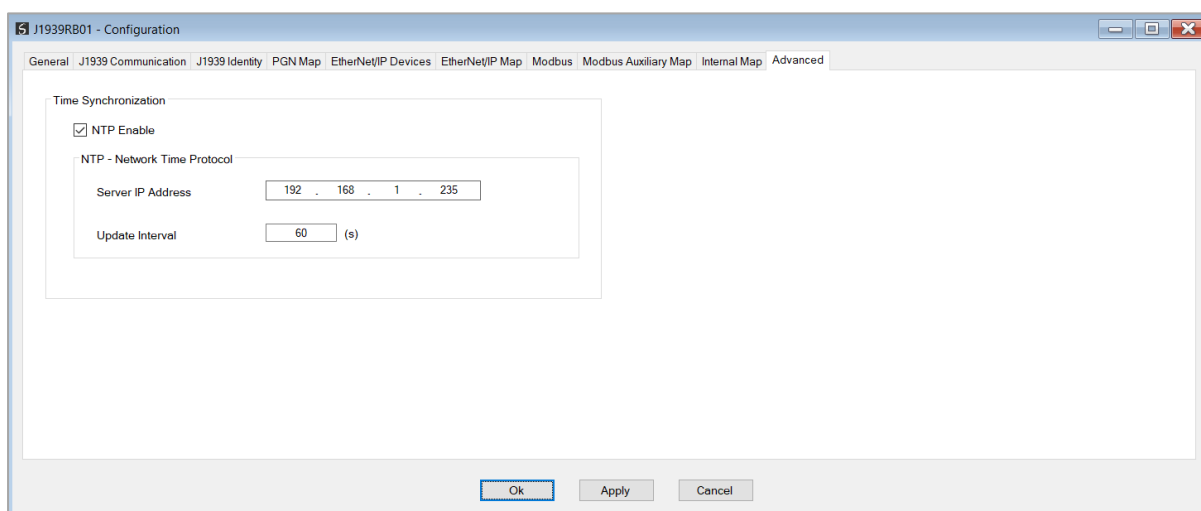 J1939RB01 - Configuration
General J1939 Communication J1939 Identity PGN Map EtherNet/IP Devices EtherNet/IP Map Modbus Modbus Auxiliary Map Internal Map Advanced
Time Synchronization
NTP Enable
NTP - Network Time Protocol
Server IP Address 192 . 168 . 1 . 235
Update Interval 60 (s)
Ok Apply Cancel